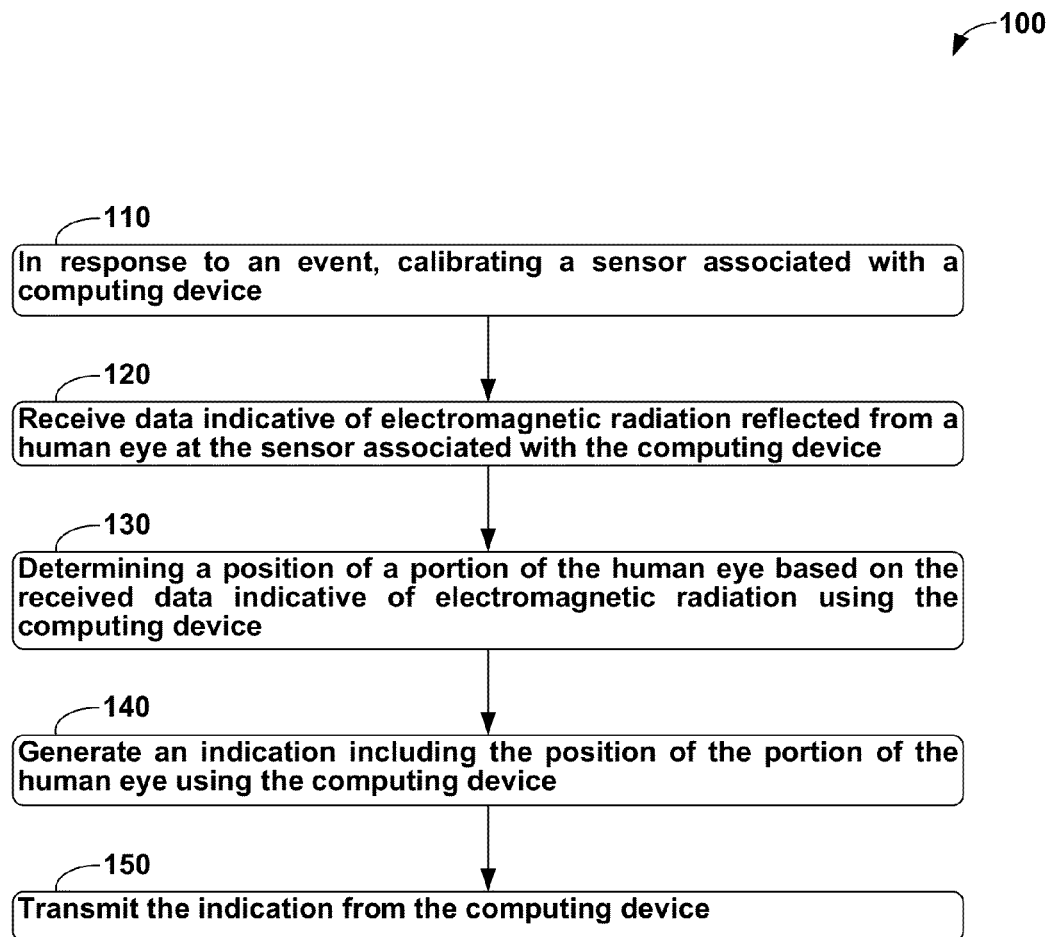 100
110
In response to an event, calibrating a sensor associated with a
computing device
120
Receive data indicative of electromagnetic radiation reflected from a
human eye at the sensor associated with the computing device
130
Determining a position of a portion of the human eye based on the
received data indicative of electromagnetic radiation using the
computing device
140
Generate an indication including the position of the portion of the
human eye using the computing device
150
Transmit the indication from the computing device